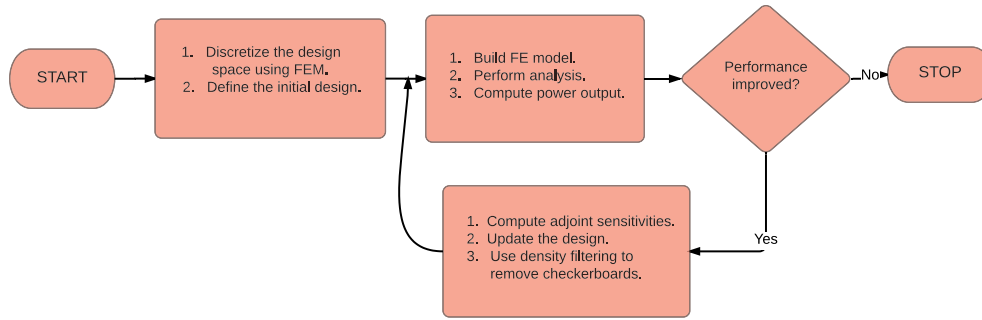 START
1. Discretize the design
space using FEM.
2. Define the initial design.
1. Build FE model.
2. Perform analysis.
3. Compute power output.
Performance
improved?
No
STOP
Yes
1. Compute adjoint sensitivities.
2. Update the design.
3. Use density filtering to
remove checkerboards.